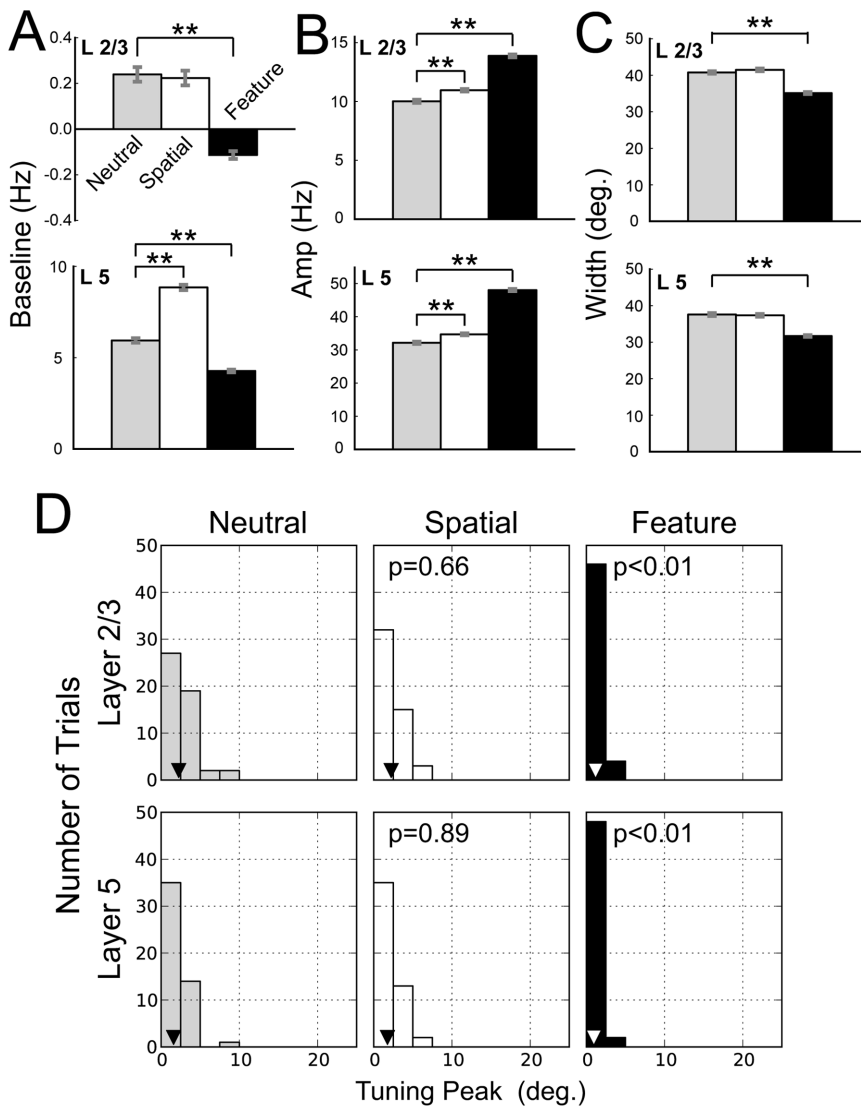 A
B
C
L 2/3
**
0.4
0.2
0.0
-0.2
-0.4
Neutral
Spatial
Feature
L 5
**
**
10
5
0
Baseline (Hz)
L 2/3
**
**
15
10
5
0
L 5
**
**
50
40
30
20
10
0
Amp (Hz)
L 2/3
**
50
40
30
20
10
0
L 5
**
50
40
30
20
10
0
Width (deg.)
D
Neutral
Spatial
Feature
50
40
30
20
10
0
p=0.66
p<0.01
Layer 2/3
50
40
30
20
10
0
p=0.89
p<0.01
Layer 5
Number of Trials
0
10
20
0
10
20
0
10
20
Tuning Peak (deg.)